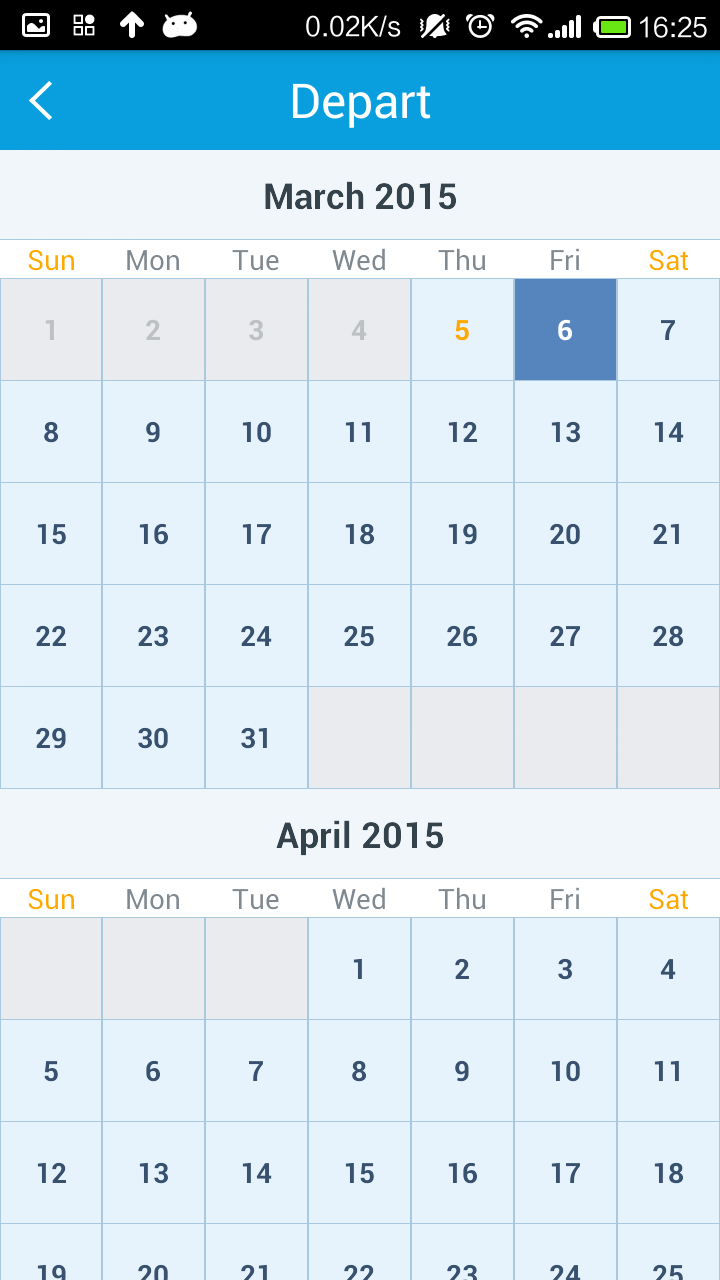 0.02K/s 16:25
Depart
March 2015
Sun Mon Tue Wed Thu Fri Sat
1 2 3 4 5 6 7
8 9 10 11 12 13 14
15 16 17 18 19 20 21
22 23 24 25 26 27 28
29 30 31
April 2015
Sun Mon Tue Wed Thu Fri Sat
1 2 3 4
5 6 7 8 9 10 11
12 13 14 15 16 17 18
19 20 21 22 23 24 25